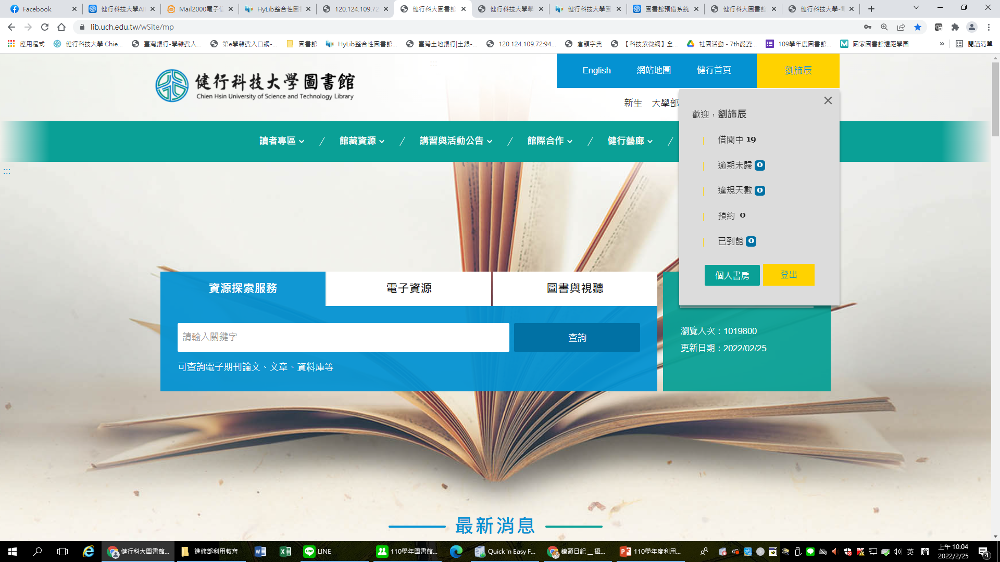 Facebook
健行科技大學AI
Mail2000電子信
HyLib整合性圖書
120.124.109.72
健行科大圖書館
健行科技大學學
健行科技大學圖
圖書館預借系統
健行科大圖書館
健行科技大學-電
lib.uch.edu.tw/wSite/mp
應用程式
健行科技大學 Chie...
臺灣銀行-學雜費入...
第e學雜費入口網-...
圖書館
HyLib整合性圖書館...
臺灣土地銀行|土銀-...
120.124.109.72:94...
倉頡字典
【科技紫微網】全...
社團活動 - 7th愛資...
109學年度圖書館...
國家圖書館遠距學園
»
閱讀清單
健行科技大學圖書館
Chien Hsin University of Science and Technology Library
English
網站地圖
健行首頁
劉斾辰
新生 大學部
歡迎，劉斾辰
借閱中 19
逾期未歸 0
違規天數 0
預約 0
已到館 0
個人書房
登出
讀者專區
/
館藏資源
/
講習與活動公告
/
館際合作
/
健行藝廊
/
:::
資源探索服務
電子資源
圖書與視聽
請輸入關鍵字
查詢
可查詢電子期刊論文、文章、資料庫等
瀏覽人次：1019800
更新日期：2022/02/25
最新消息
健行科大圖書館...
進修部利用教育
LINE
110學年圖書館...
Quick 'n Easy F...
鏡頭日記 __ 攝...
110學年度利用...
英
倉
上午 10:04
2022/2/25
4